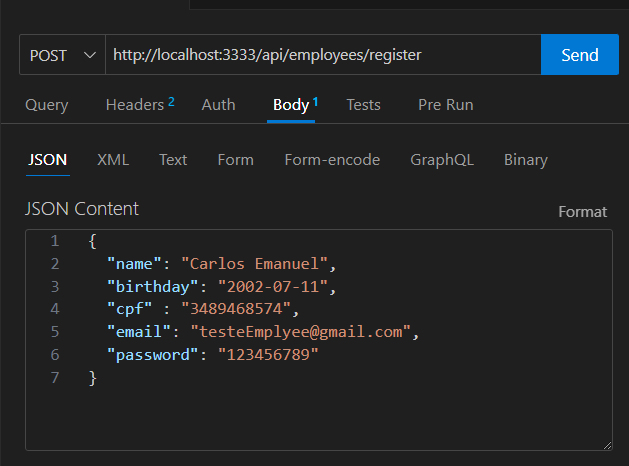 POST http://localhost:3333/api/employees/register Send
Query Headers 2 Auth Body 1 Tests Pre Run
JSON XML Text Form Form-encode GraphQL Binary
JSON Content Format
1 {
2 "name": "Carlos Emanuel",
3 "birthday": "2002-07-11",
4 "cpf" : "3489468574",
5 "email": "testeEmplyee@gmail.com",
6 "password": "123456789"
7 }